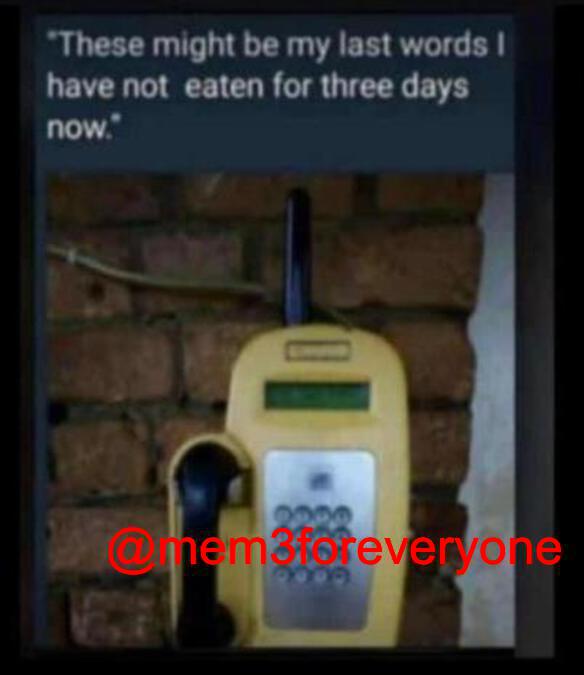 "These might be my last words I
have not  eaten for three days
now."
@mem3foreveryone